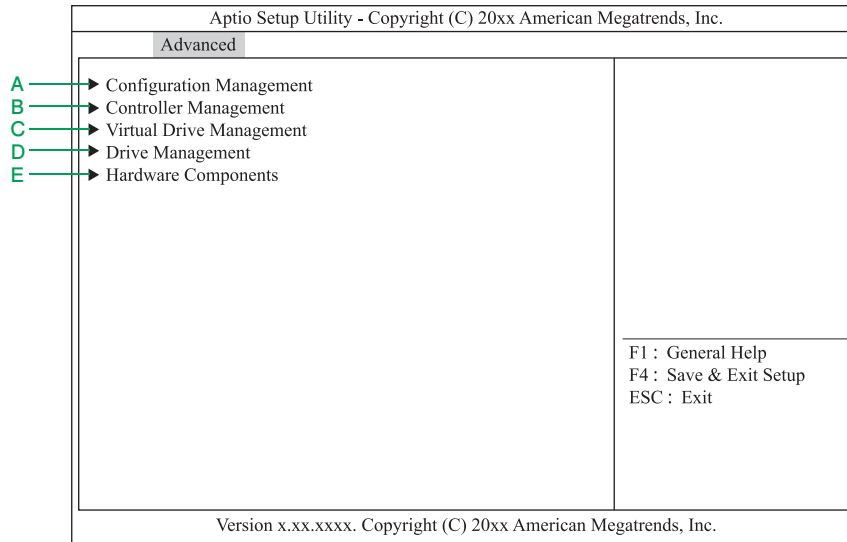 Aptio Setup Utility - Copyright (C) 20xx American Megatrends, Inc.
Advanced
A ▶ Configuration Management
B ▶ Controller Management
C ▶ Virtual Drive Management
D ▶ Drive Management
E ▶ Hardware Components
F1 : General Help
F4 : Save & Exit Setup
ESC : Exit
Version x.xx.xxxx. Copyright (C) 20xx American Megatrends, Inc.